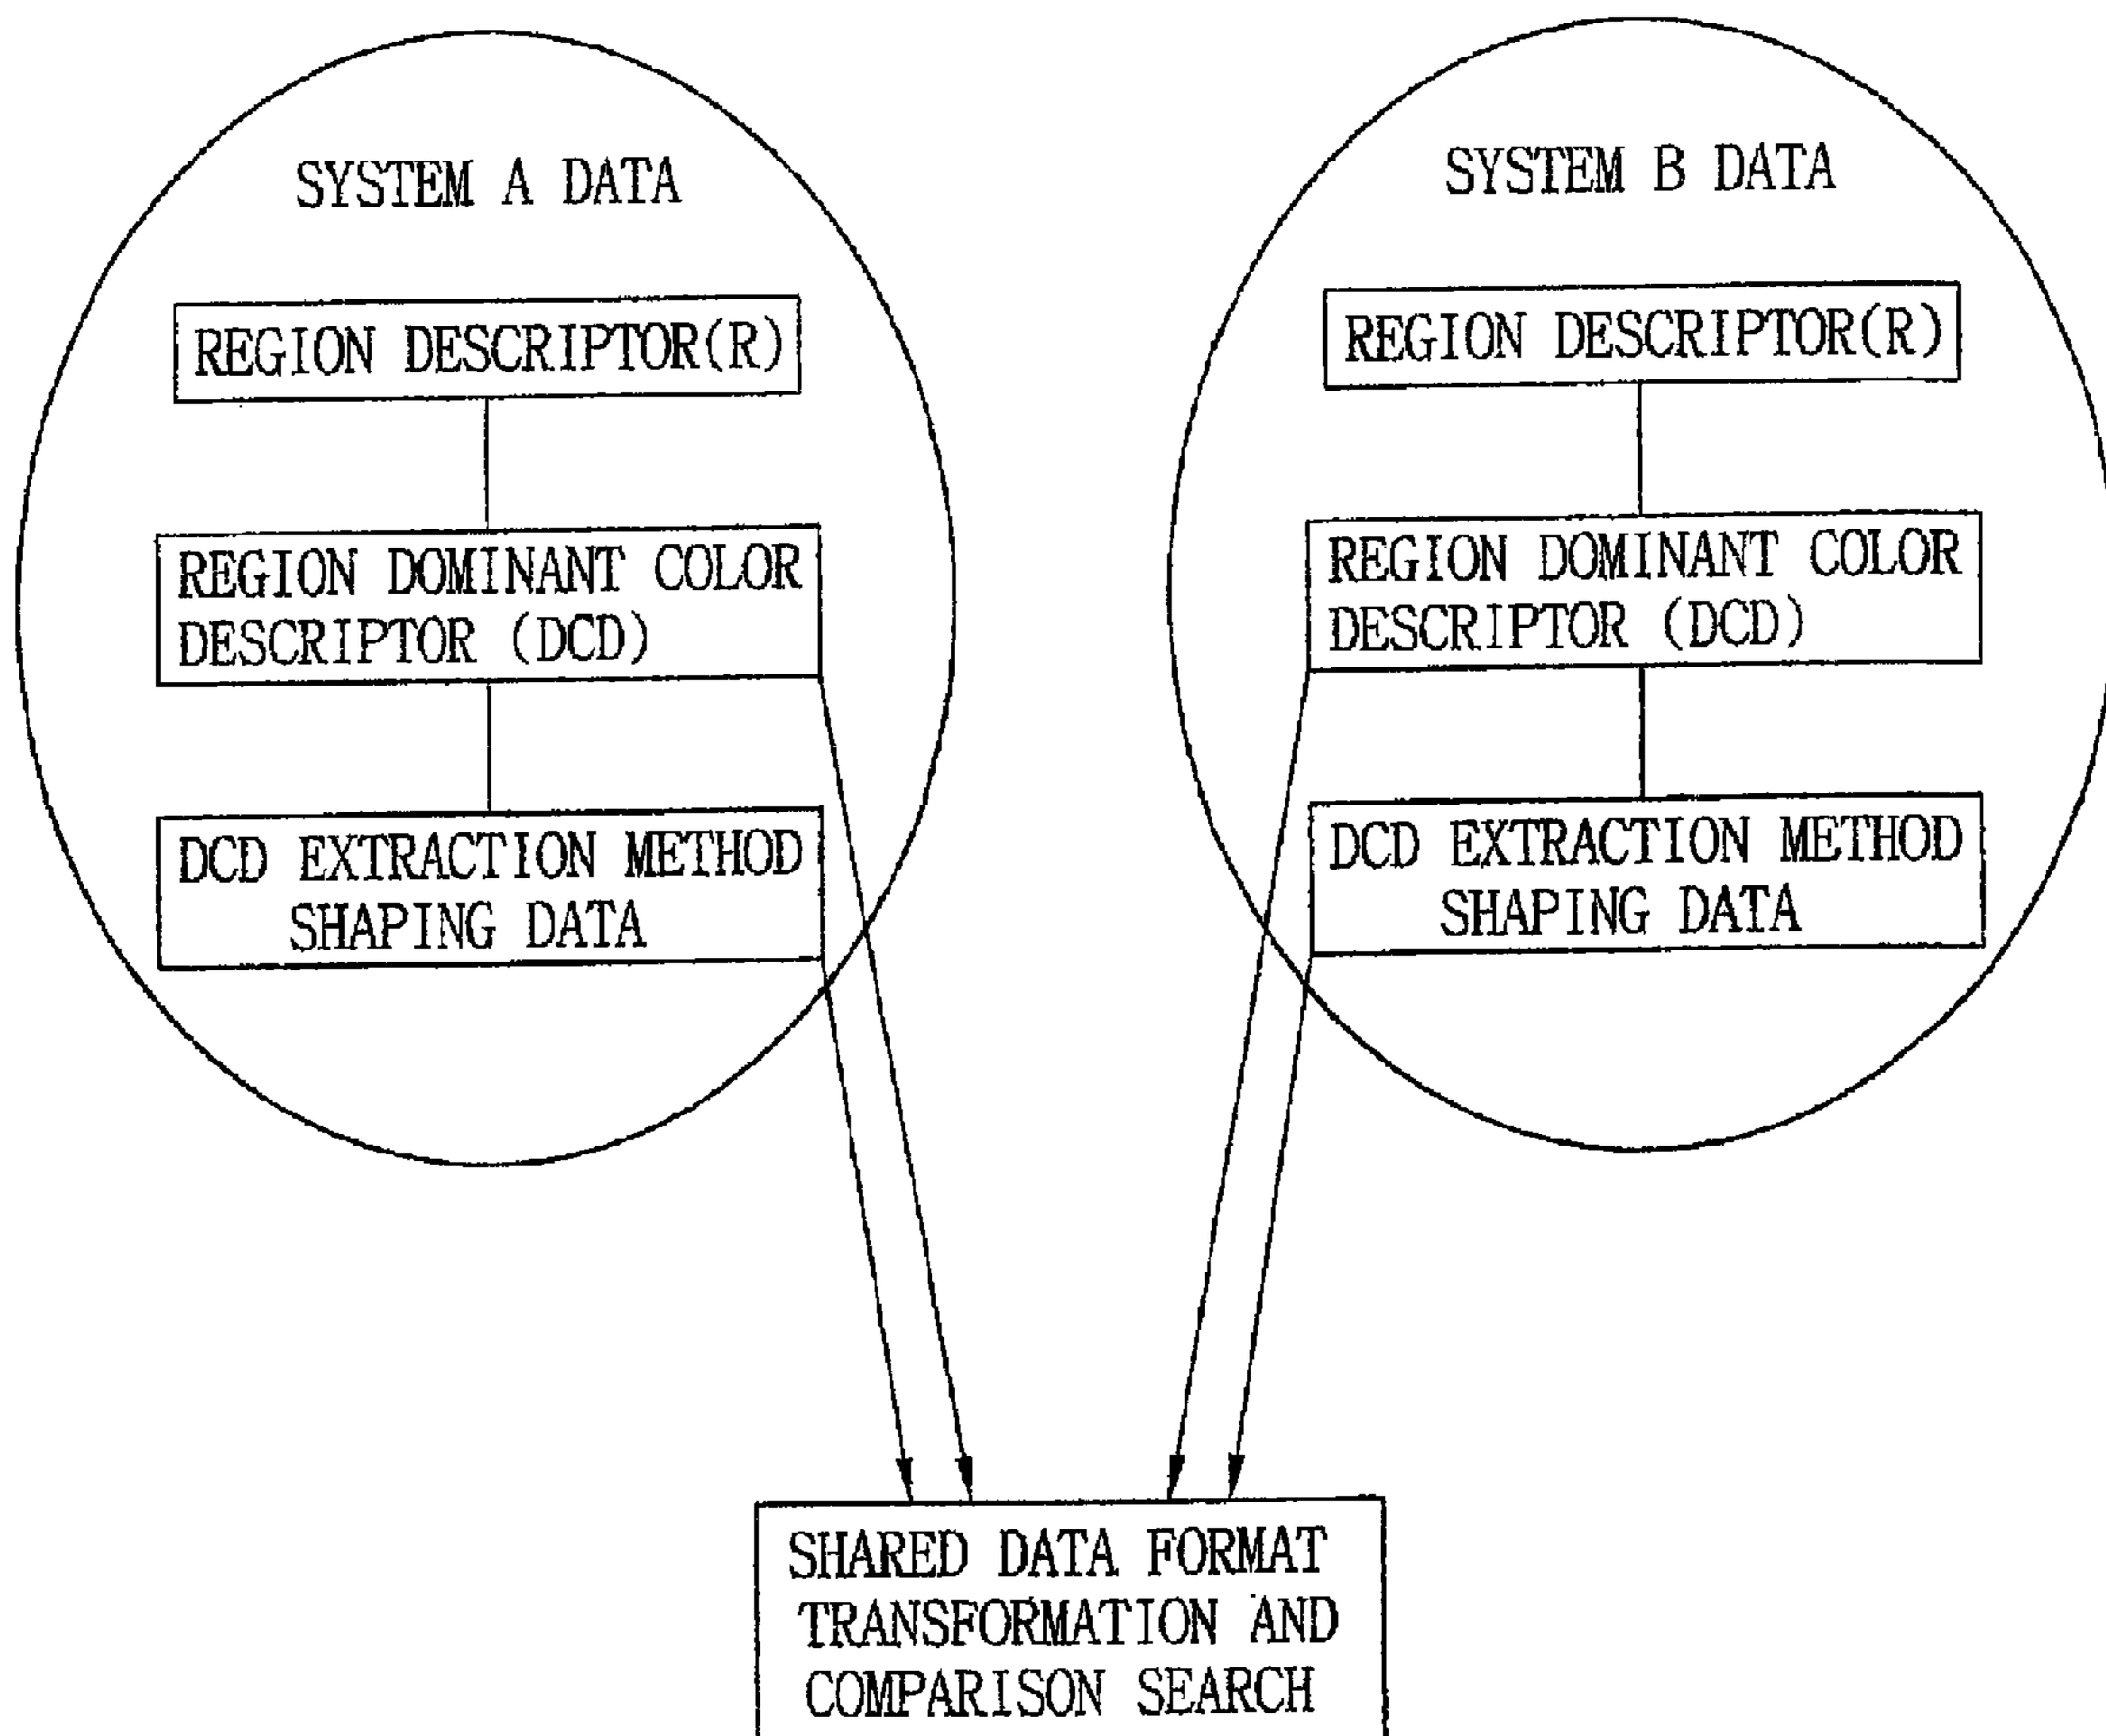 SYSTEM A DATA
REGION DESCRIPTOR(R)
REGION DOMINANT COLOR
DESCRIPTOR (DCD)
DCD EXTRACTION METHOD
SHAPING DATA
SYSTEM B DATA
REGION DESCRIPTOR(R)
REGION DOMINANT COLOR
DESCRIPTOR (DCD)
DCD EXTRACTION METHOD
SHAPING DATA
SHARED DATA FORMAT
TRANSFORMATION AND
COMPARISON SEARCH